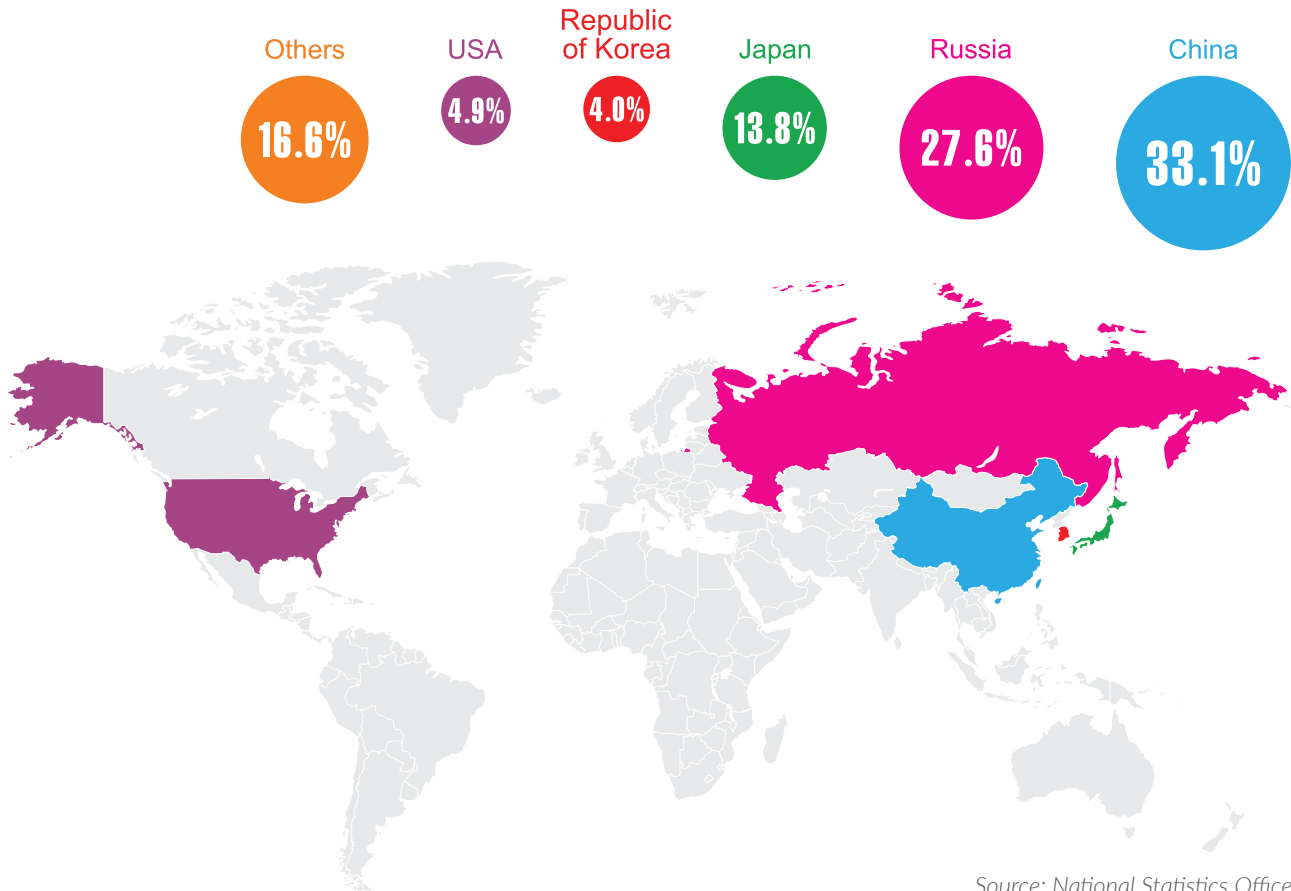 Others
16.6%
USA
4.9%
Republic
of Korea
4.0%
Japan
13.8%
Russia
27.6%
China
33.1%
Source: National Statistics Office